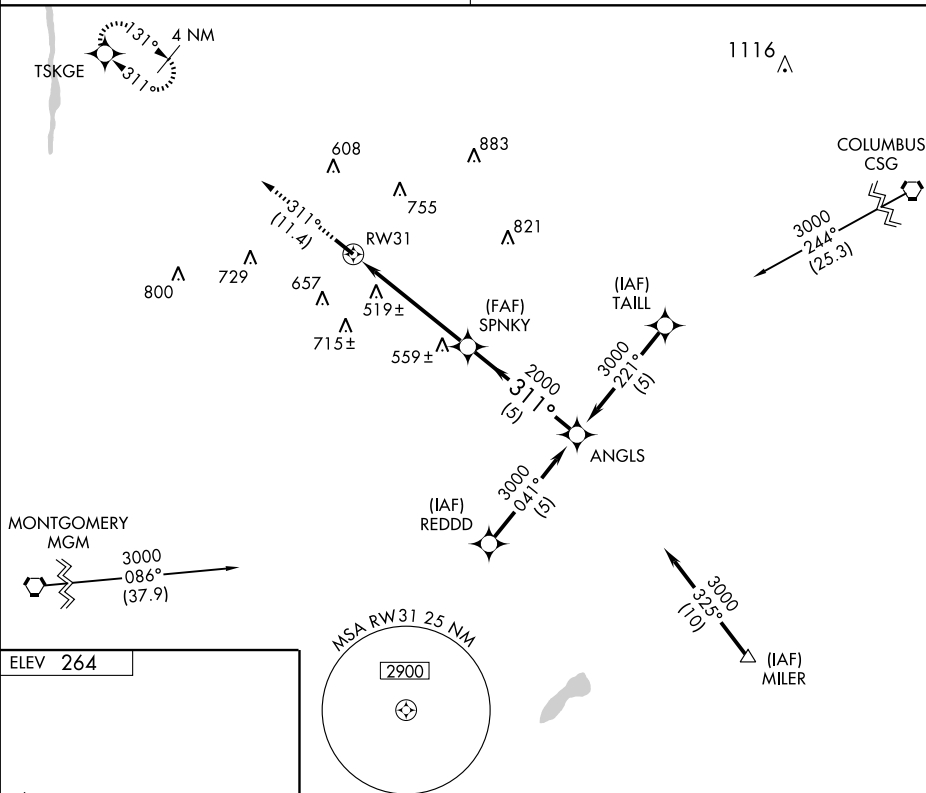 131°
4 NM
TSKGE
311°
1116
608
883
COLUMBUS
CSG
755
3000
244°
(25.3)
311°
(11.4)
RW31
821
729
800
657
519±
715±
559±
(FAF)
SPNKY
(IAF)
TAILL
3000
221°
(5)
2000
311°
(5)
ANGLS
3000
041°
(5)
(IAF)
REDDD
MONTGOMERY
MGM
3000
086°
(37.9)
3000
325°
(10)
(IAF)
MILER
MSA RW31 25 NM
2900
ELEV 264